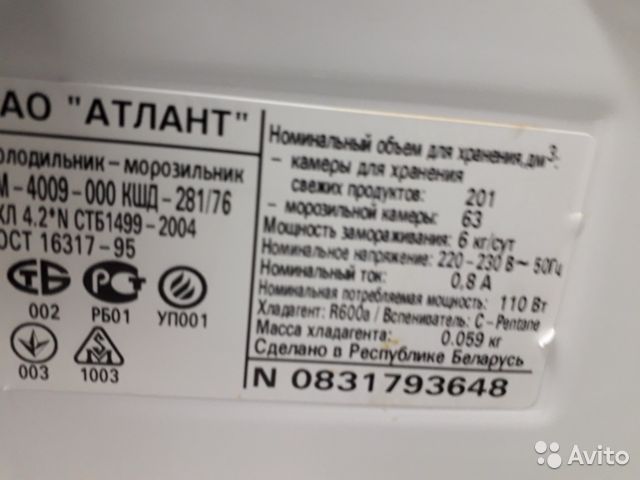 АО "АТЛАНТ"
олодильник – морозильник
М – 4009 – 000 КШД – 281/76
КЛ 4.2*N СТБ1499 – 2004
ОСТ 16317 – 95
002 РБ01 УП001
003 1003
Номинальный объем для хранения,дм³:
– камеры для хранения
свежих продуктов: 201
– морозильной камеры: 63
Мощность замораживания: 6 кг/сут
Номинальное напряжение: 220 – 230 В ~ 50Гц
Номинальный ток: 0,8 А
Номинальная потребляемая мощность: 110 Вт
Хладагент: R600a / Вспениватель: C – Pentane
Масса хладагента: 0.059 кг
Сделано в Республике Беларусь
N 0831793648
Avito